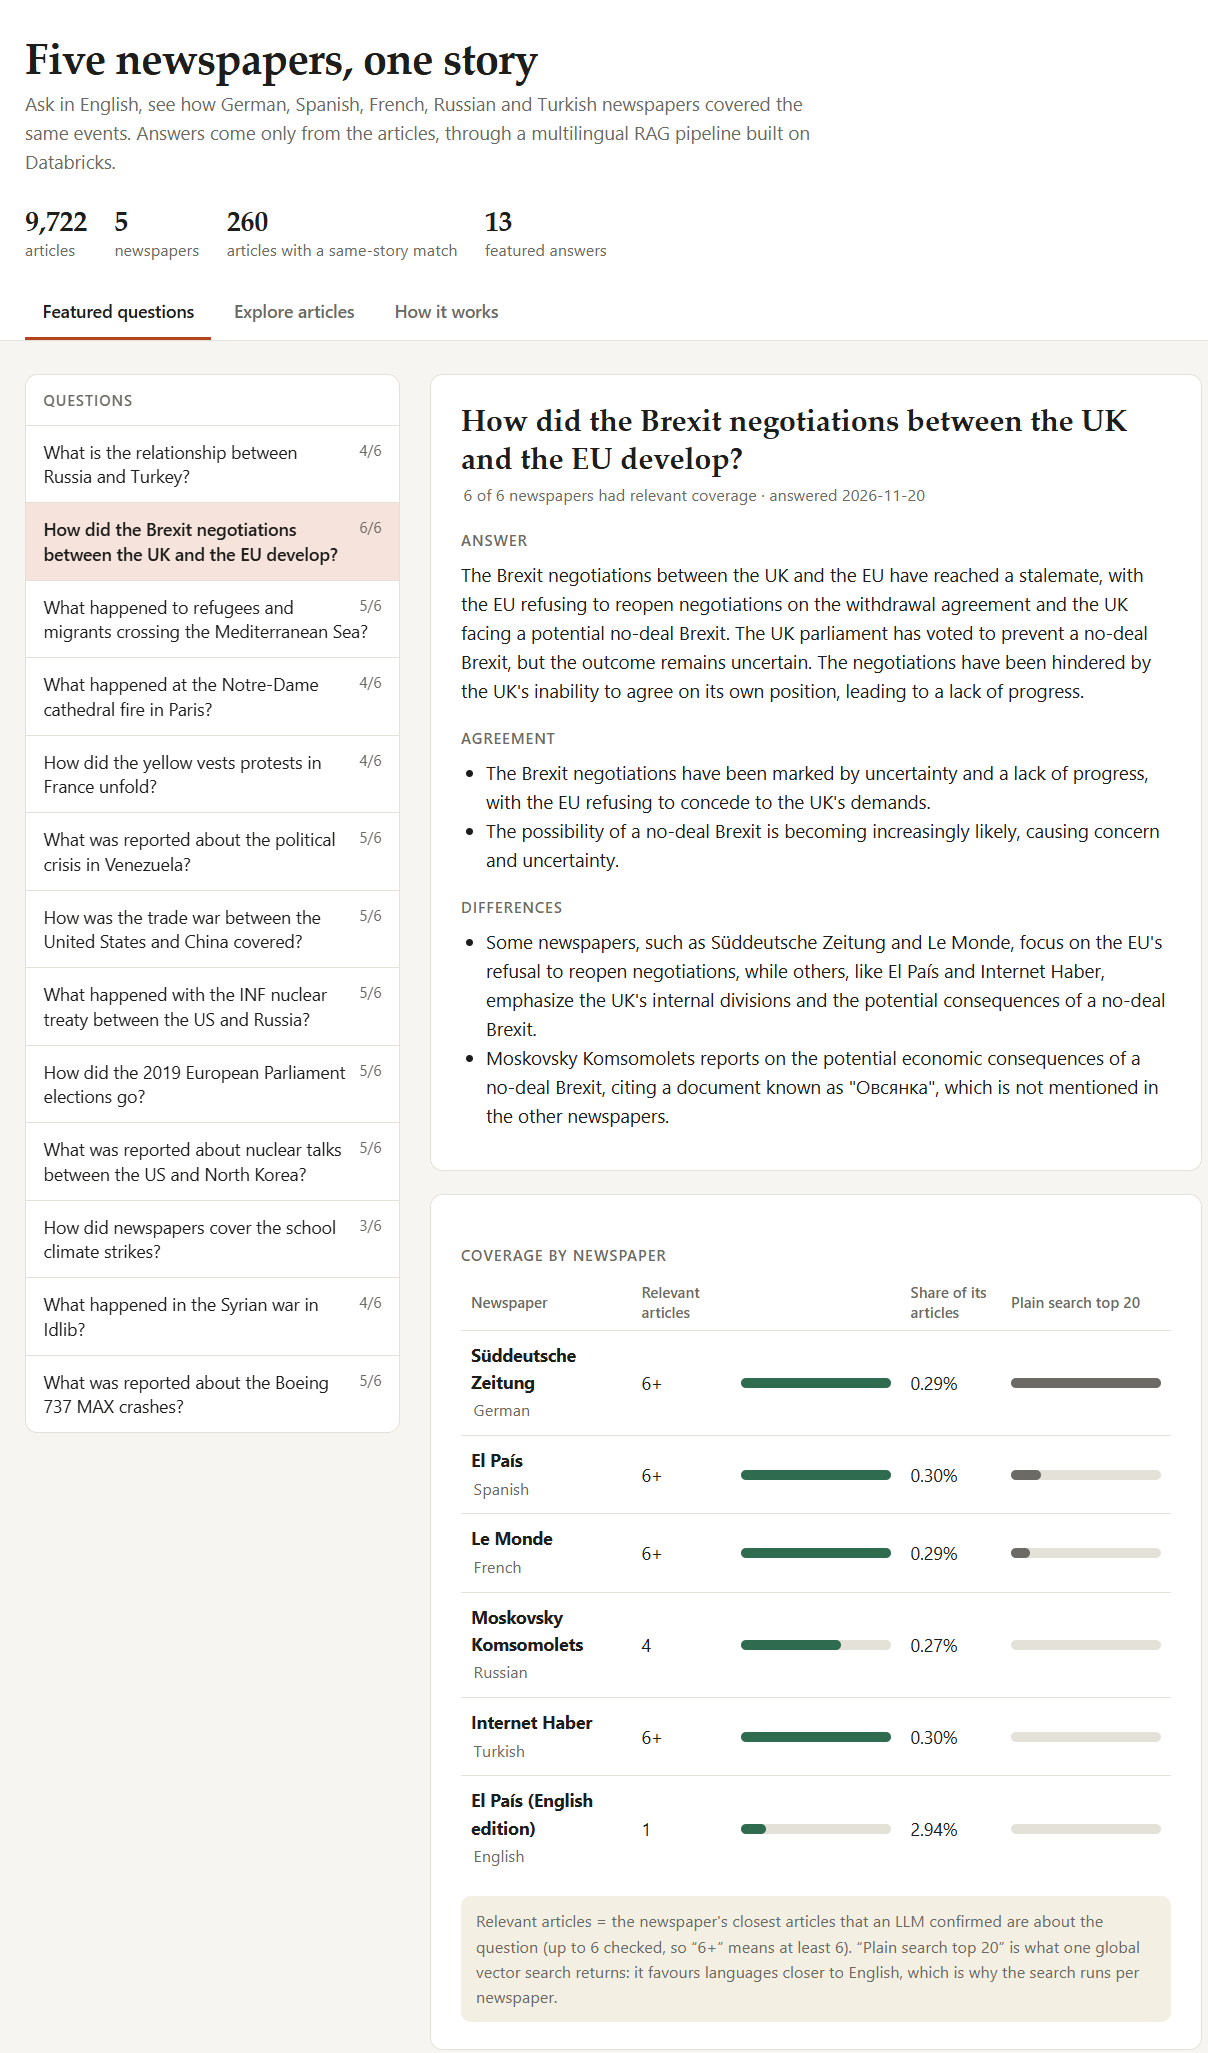 Five newspapers, one story
Ask in English, see how German, Spanish, French, Russian and Turkish newspapers covered the
same events. Answers come only from the articles, through a multilingual RAG pipeline built on
Databricks.
9,722
articles
5
newspapers
260
articles with a same-story match
13
featured answers
Featured questions
Explore articles
How it works
QUESTIONS
What is the relationship between
Russia and Turkey?
4/6
How did the Brexit negotiations
between the UK and the EU develop?
6/6
What happened to refugees and
migrants crossing the Mediterranean Sea?
5/6
What happened at the Notre-Dame
cathedral fire in Paris?
4/6
How did the yellow vests protests in
France unfold?
4/6
What was reported about the political
crisis in Venezuela?
5/6
How was the trade war between the
United States and China covered?
5/6
What happened with the INF nuclear
treaty between the US and Russia?
5/6
How did the 2019 European Parliament
elections go?
5/6
What was reported about nuclear talks
between the US and North Korea?
5/6
How did newspapers cover the school
climate strikes?
3/6
What happened in the Syrian war in
Idlib?
4/6
What was reported about the Boeing
737 MAX crashes?
5/6
How did the Brexit negotiations between the UK
and the EU develop?
6 of 6 newspapers had relevant coverage · answered 2026-11-20
ANSWER
The Brexit negotiations between the UK and the EU have reached a stalemate, with
the EU refusing to reopen negotiations on the withdrawal agreement and the UK
facing a potential no-deal Brexit. The UK parliament has voted to prevent a no-deal
Brexit, but the outcome remains uncertain. The negotiations have been hindered by
the UK's inability to agree on its own position, leading to a lack of progress.
AGREEMENT
• The Brexit negotiations have been marked by uncertainty and a lack of progress,
with the EU refusing to concede to the UK's demands.
• The possibility of a no-deal Brexit is becoming increasingly likely, causing concern
and uncertainty.
DIFFERENCES
• Some newspapers, such as Süddeutsche Zeitung and Le Monde, focus on the EU's
refusal to reopen negotiations, while others, like El País and Internet Haber,
emphasize the UK's internal divisions and the potential consequences of a no-deal
Brexit.
• Moskovsky Komsomolets reports on the potential economic consequences of a
no-deal Brexit, citing a document known as "Овсянка", which is not mentioned in
the other newspapers.
COVERAGE BY NEWSPAPER
Newspaper
Relevant
articles
Share of its
articles
Plain search top 20
Süddeutsche
Zeitung
German
6+
0.29%
El País
Spanish
6+
0.30%
Le Monde
French
6+
0.29%
Moskovsky
Komsomolets
Russian
4
0.27%
Internet Haber
Turkish
6+
0.30%
El País (English
edition)
English
1
2.94%
Relevant articles = the newspaper's closest articles that an LLM confirmed are about the
question (up to 6 checked, so “6+” means at least 6). “Plain search top 20” is what one global
vector search returns: it favours languages closer to English, which is why the search runs per
newspaper.